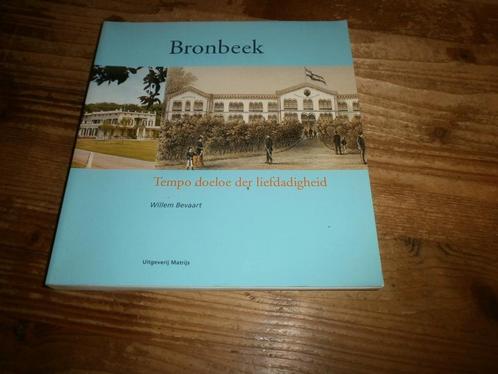 Bronbeek
Tempo doeloe der liefdadigheid
Willem Bevaart
Uitgeverij Matrijs